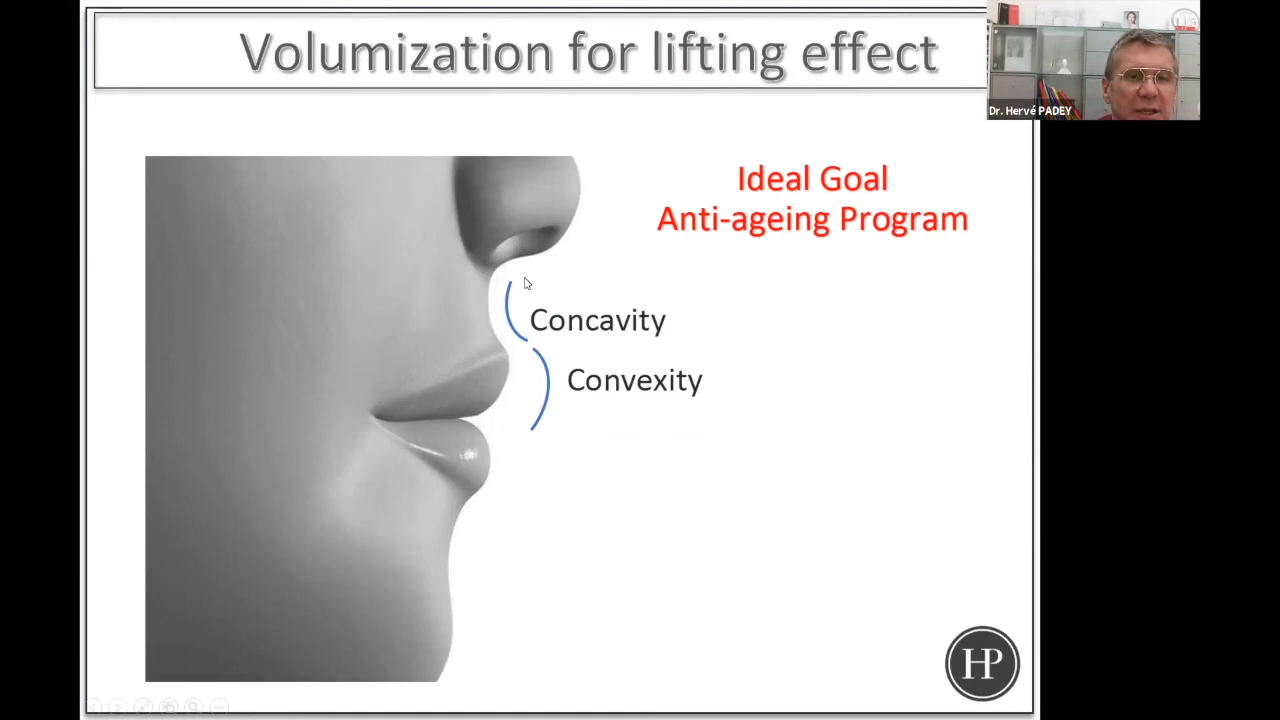 Volumization for lifting effect
Dr. Hervé PADEY
Ideal Goal
Anti-ageing Program
Concavity
Convexity
HP